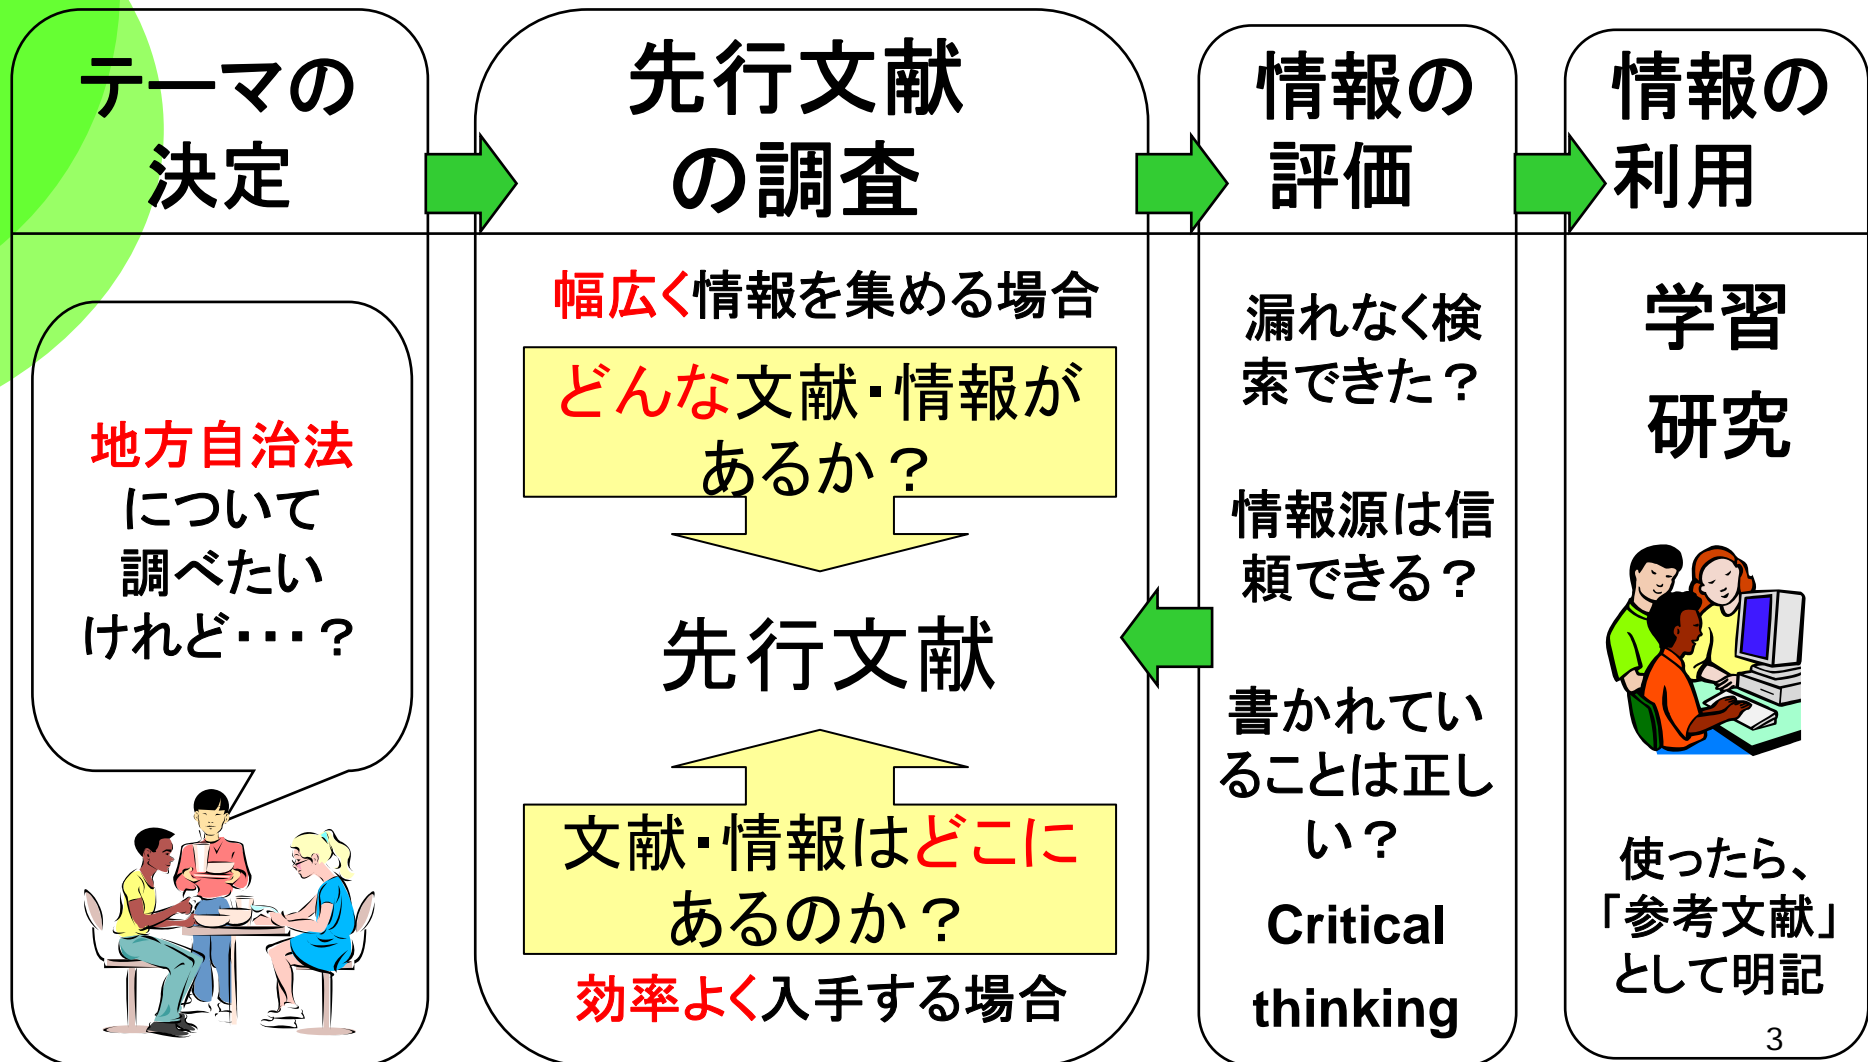 テーマの
決定
地方自治法
について
調べたい
けれど・・・？
先行文献
の調査
幅広く情報を集める場合
どんな文献・情報が
あるか？
先行文献
文献・情報はどこに
あるのか？
効率よく入手する場合
情報の
評価
漏れなく検
索できた？
情報源は信
頼できる？
書かれてい
ることは正し
い？
Critical
thinking
情報の
利用
学習
研究
使ったら、
「参考文献」
として明記
3